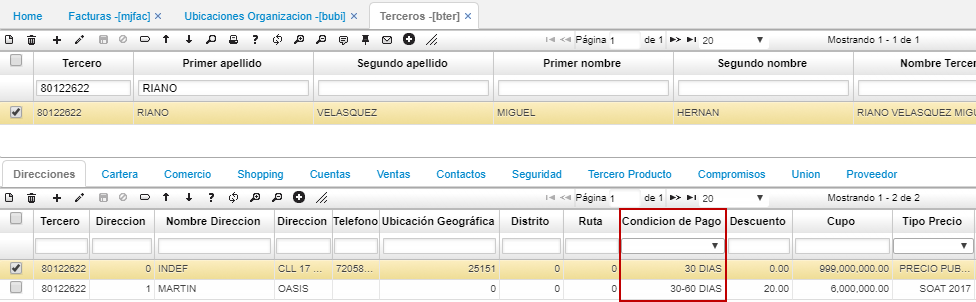 Home Facturas -[mjfac] × Ubicaciones Organizacion -[bubi] × Terceros -[bter] ×
Página 1 de 1 20 Mostrando 1 - 1 de 1
Tercero Primer apellido Segundo apellido Primer nombre Segundo nombre Nombre Tercer
80122622 RIANO
80122622 RIANO VELASQUEZ MIGUEL HERNAN RIANO VELASQUEZ MIGU
Direcciones Cartera Comercio Shopping Cuentas Ventas Contactos Seguridad Tercero Producto Compromisos Union Proveedor
Página 1 de 1 20 Mostrando 1 - 2 de 2
Tercero Direccion Nombre Direccion Direccion Telefono Ubicación Geográfica Distrito Ruta Condicion de Pago Descuento Cupo Tipo Precio
80122622 0 INDEF CLL 17 ... 72058... 25151 0 0 30 DIAS 0.00 999,000,000.00 PRECIO PUB...
80122622 1 MARTIN OASIS 0 0 0 30-60 DIAS 20.00 6,000,000.00 SOAT 2017